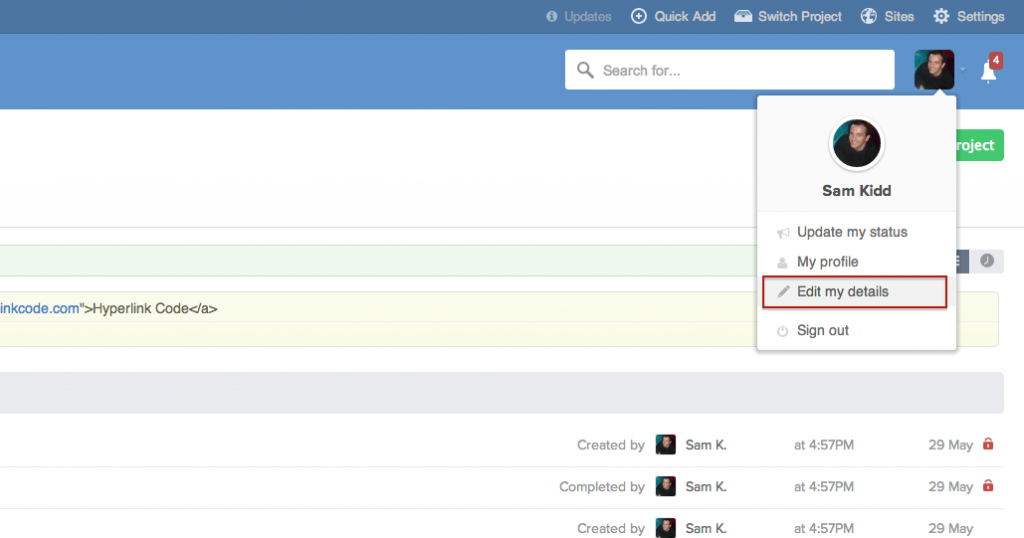 Updates Quick Add Switch Project Sites Settings
Search for...
4
Sam Kidd
roject
Update my status
My profile
Edit my details
Sign out
inkcode.com">Hyperlink Code</a>
Created by Sam K. at 4:57PM 29 May
Completed by Sam K. at 4:57PM 29 May
Created by Sam K. at 4:57PM 29 May